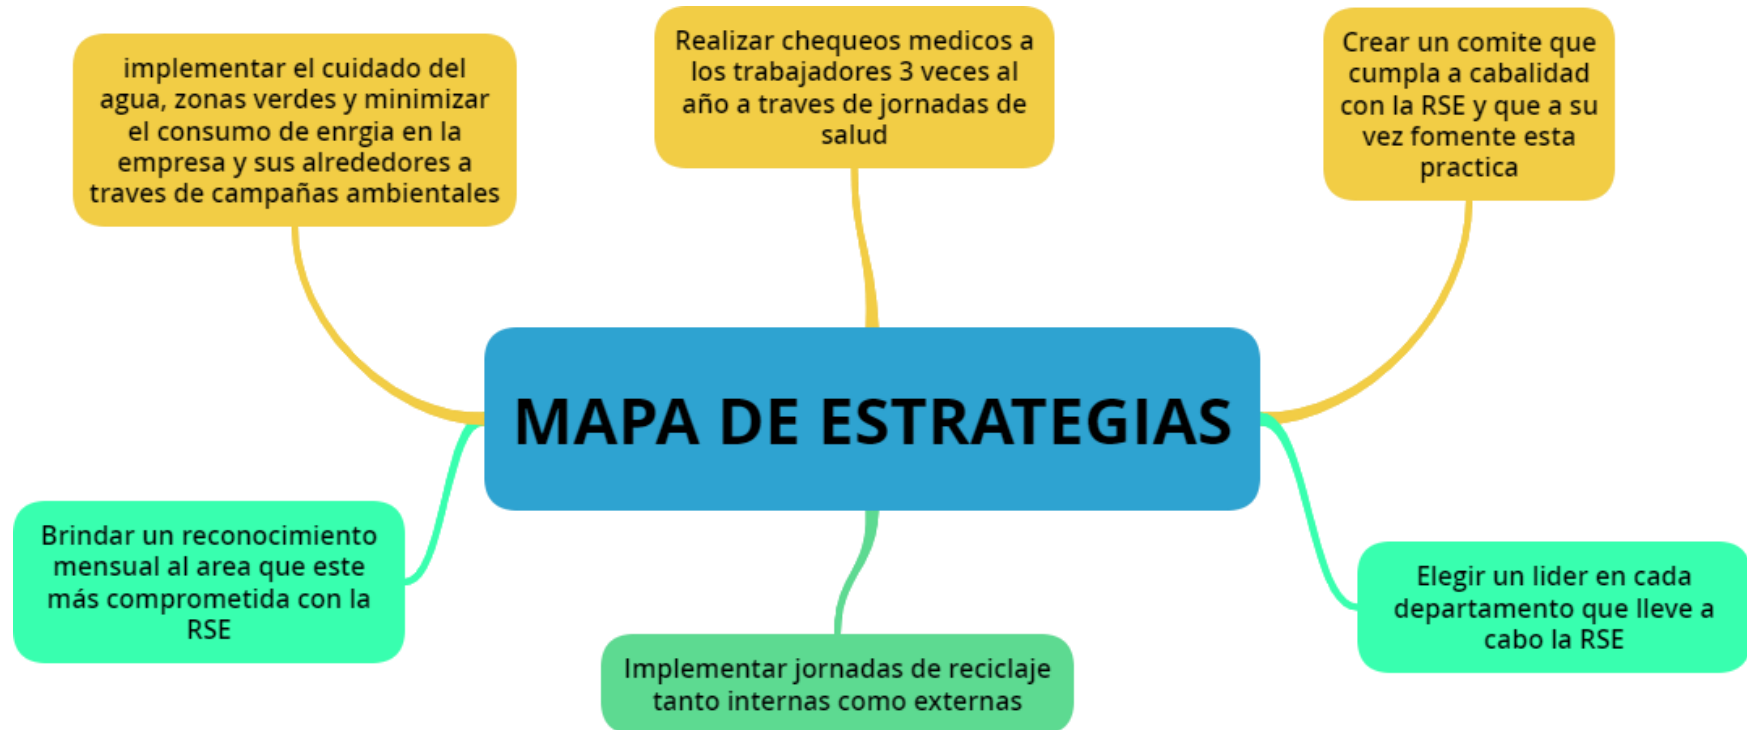 implementar el cuidado del
agua, zonas verdes y minimizar
el consumo de enrgia en la
empresa y sus alrededores a
traves de campañas ambientales
Realizar chequeos medicos a
los trabajadores 3 veces al
año a traves de jornadas de
salud
Crear un comite que
cumpla a cabalidad
con la RSE y que a su
vez fomente esta
practica
MAPA DE ESTRATEGIAS
Brindar un reconocimiento
mensual al area que este
más comprometida con la
RSE
Implementar jornadas de reciclaje
tanto internas como externas
Elegir un lider en cada
departamento que lleve a
cabo la RSE